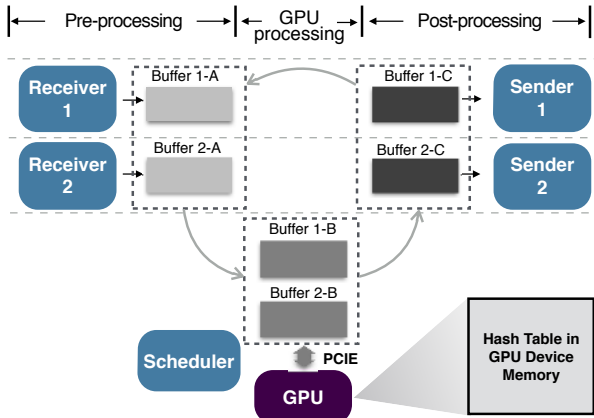 Pre-processing
GPU
processing
Post-processing
Buffer 1-A
Buffer 1-C
Receiver
1
Sender
1
Buffer 2-A
Buffer 2-C
Receiver
2
Sender
2
Buffer 1-B
Buffer 2-B
Scheduler
PCIE
GPU
Hash Table in
GPU Device
Memory